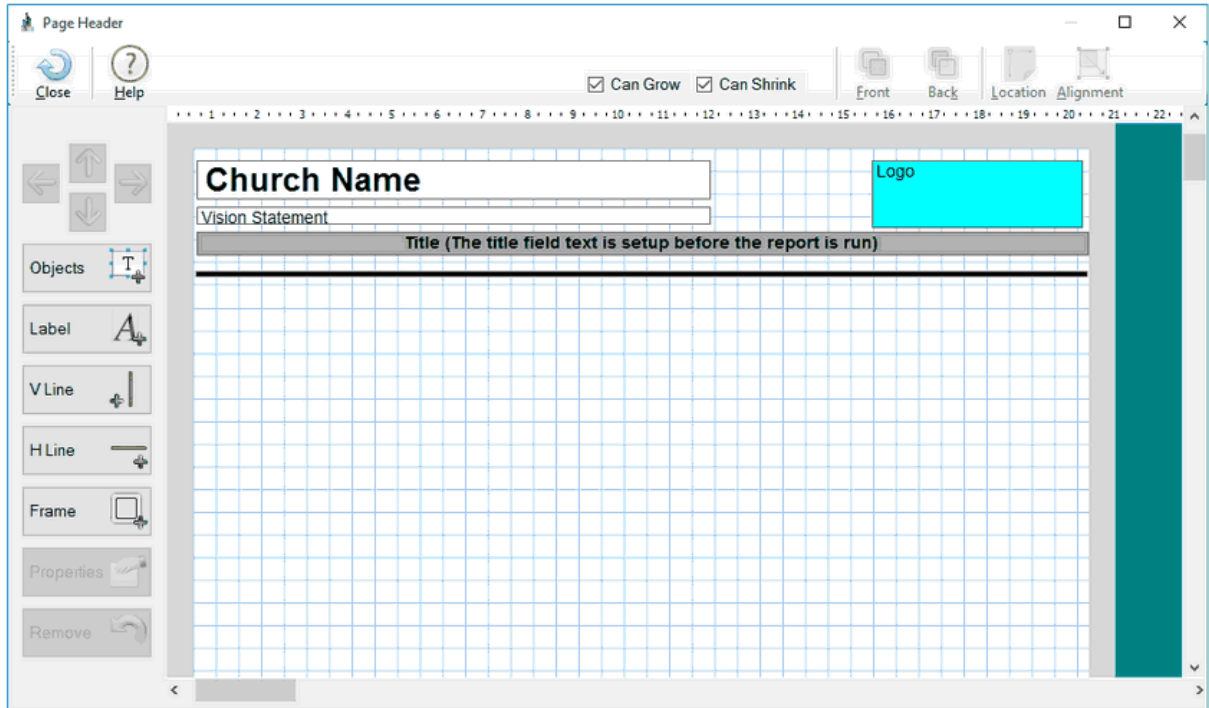 Page Header
Close
Help
Can Grow
Can Shrink
Front
Back
Location
Alignment
1 2 3 4 5 6 7 8 9 10 11 12 13 14 15 16 17 18 19 20 21 22
Church Name
Logo
Vision Statement
Title (The title field text is setup before the report is run)
Objects
T
Label
A
V Line
H Line
Frame
Properties
Remove